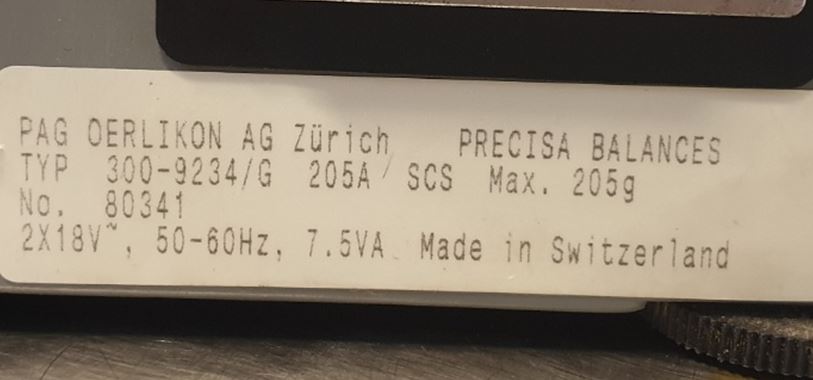 PAG OERLIKON AG Zürich PRECISA BALANCES
TYP 300-9234/G 205A SCS Max. 205g
No. 80341
2X18V~, 50-60Hz, 7.5VA Made in Switzerland